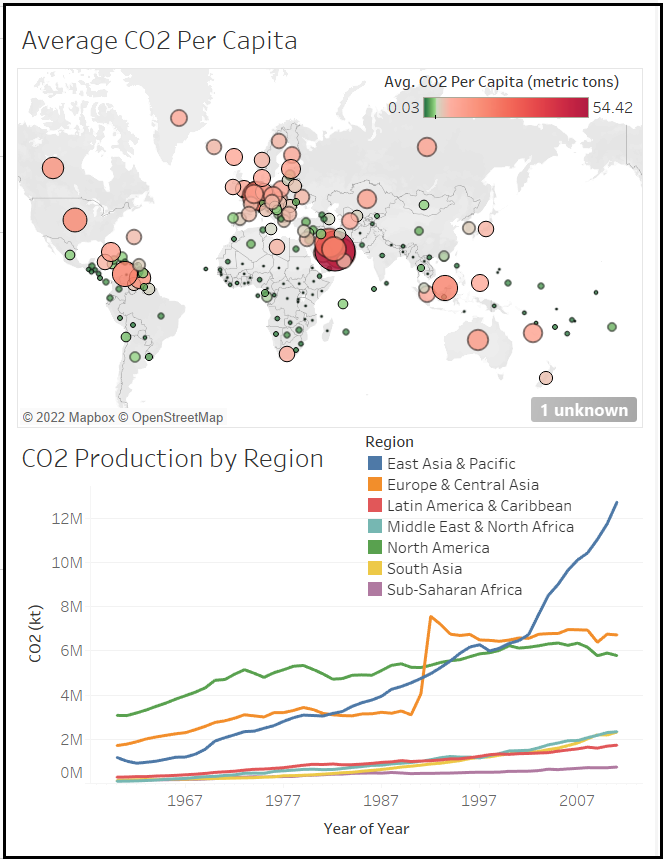 Average CO2 Per Capita
Avg. CO2 Per Capita (metric tons)
0.03 54.42
© 2022 Mapbox © OpenStreetMap
1 unknown
CO2 Production by Region
Region
East Asia & Pacific
Europe & Central Asia
Latin America & Caribbean
Middle East & North Africa
North America
South Asia
Sub-Saharan Africa
12M
10M
8M
6M
4M
2M
0M
CO2 (kt)
1967 1977 1987 1997 2007
Year of Year